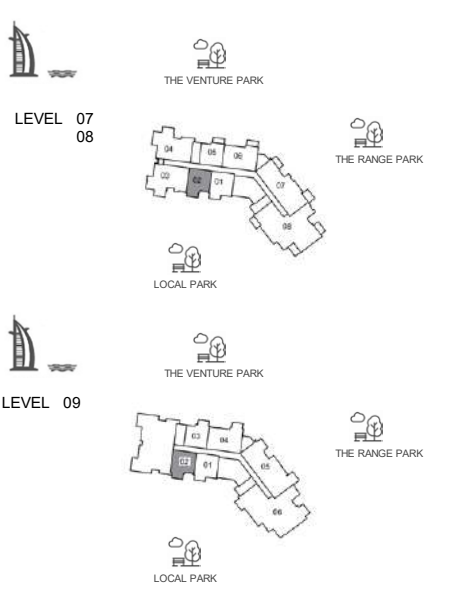 THE VENTURE PARK
LEVEL 07
08
THE RANGE PARK
04
05
06
03
02
01
07
08
LOCAL PARK
THE VENTURE PARK
LEVEL 09
THE RANGE PARK
03
04
02
01
05
06
LOCAL PARK